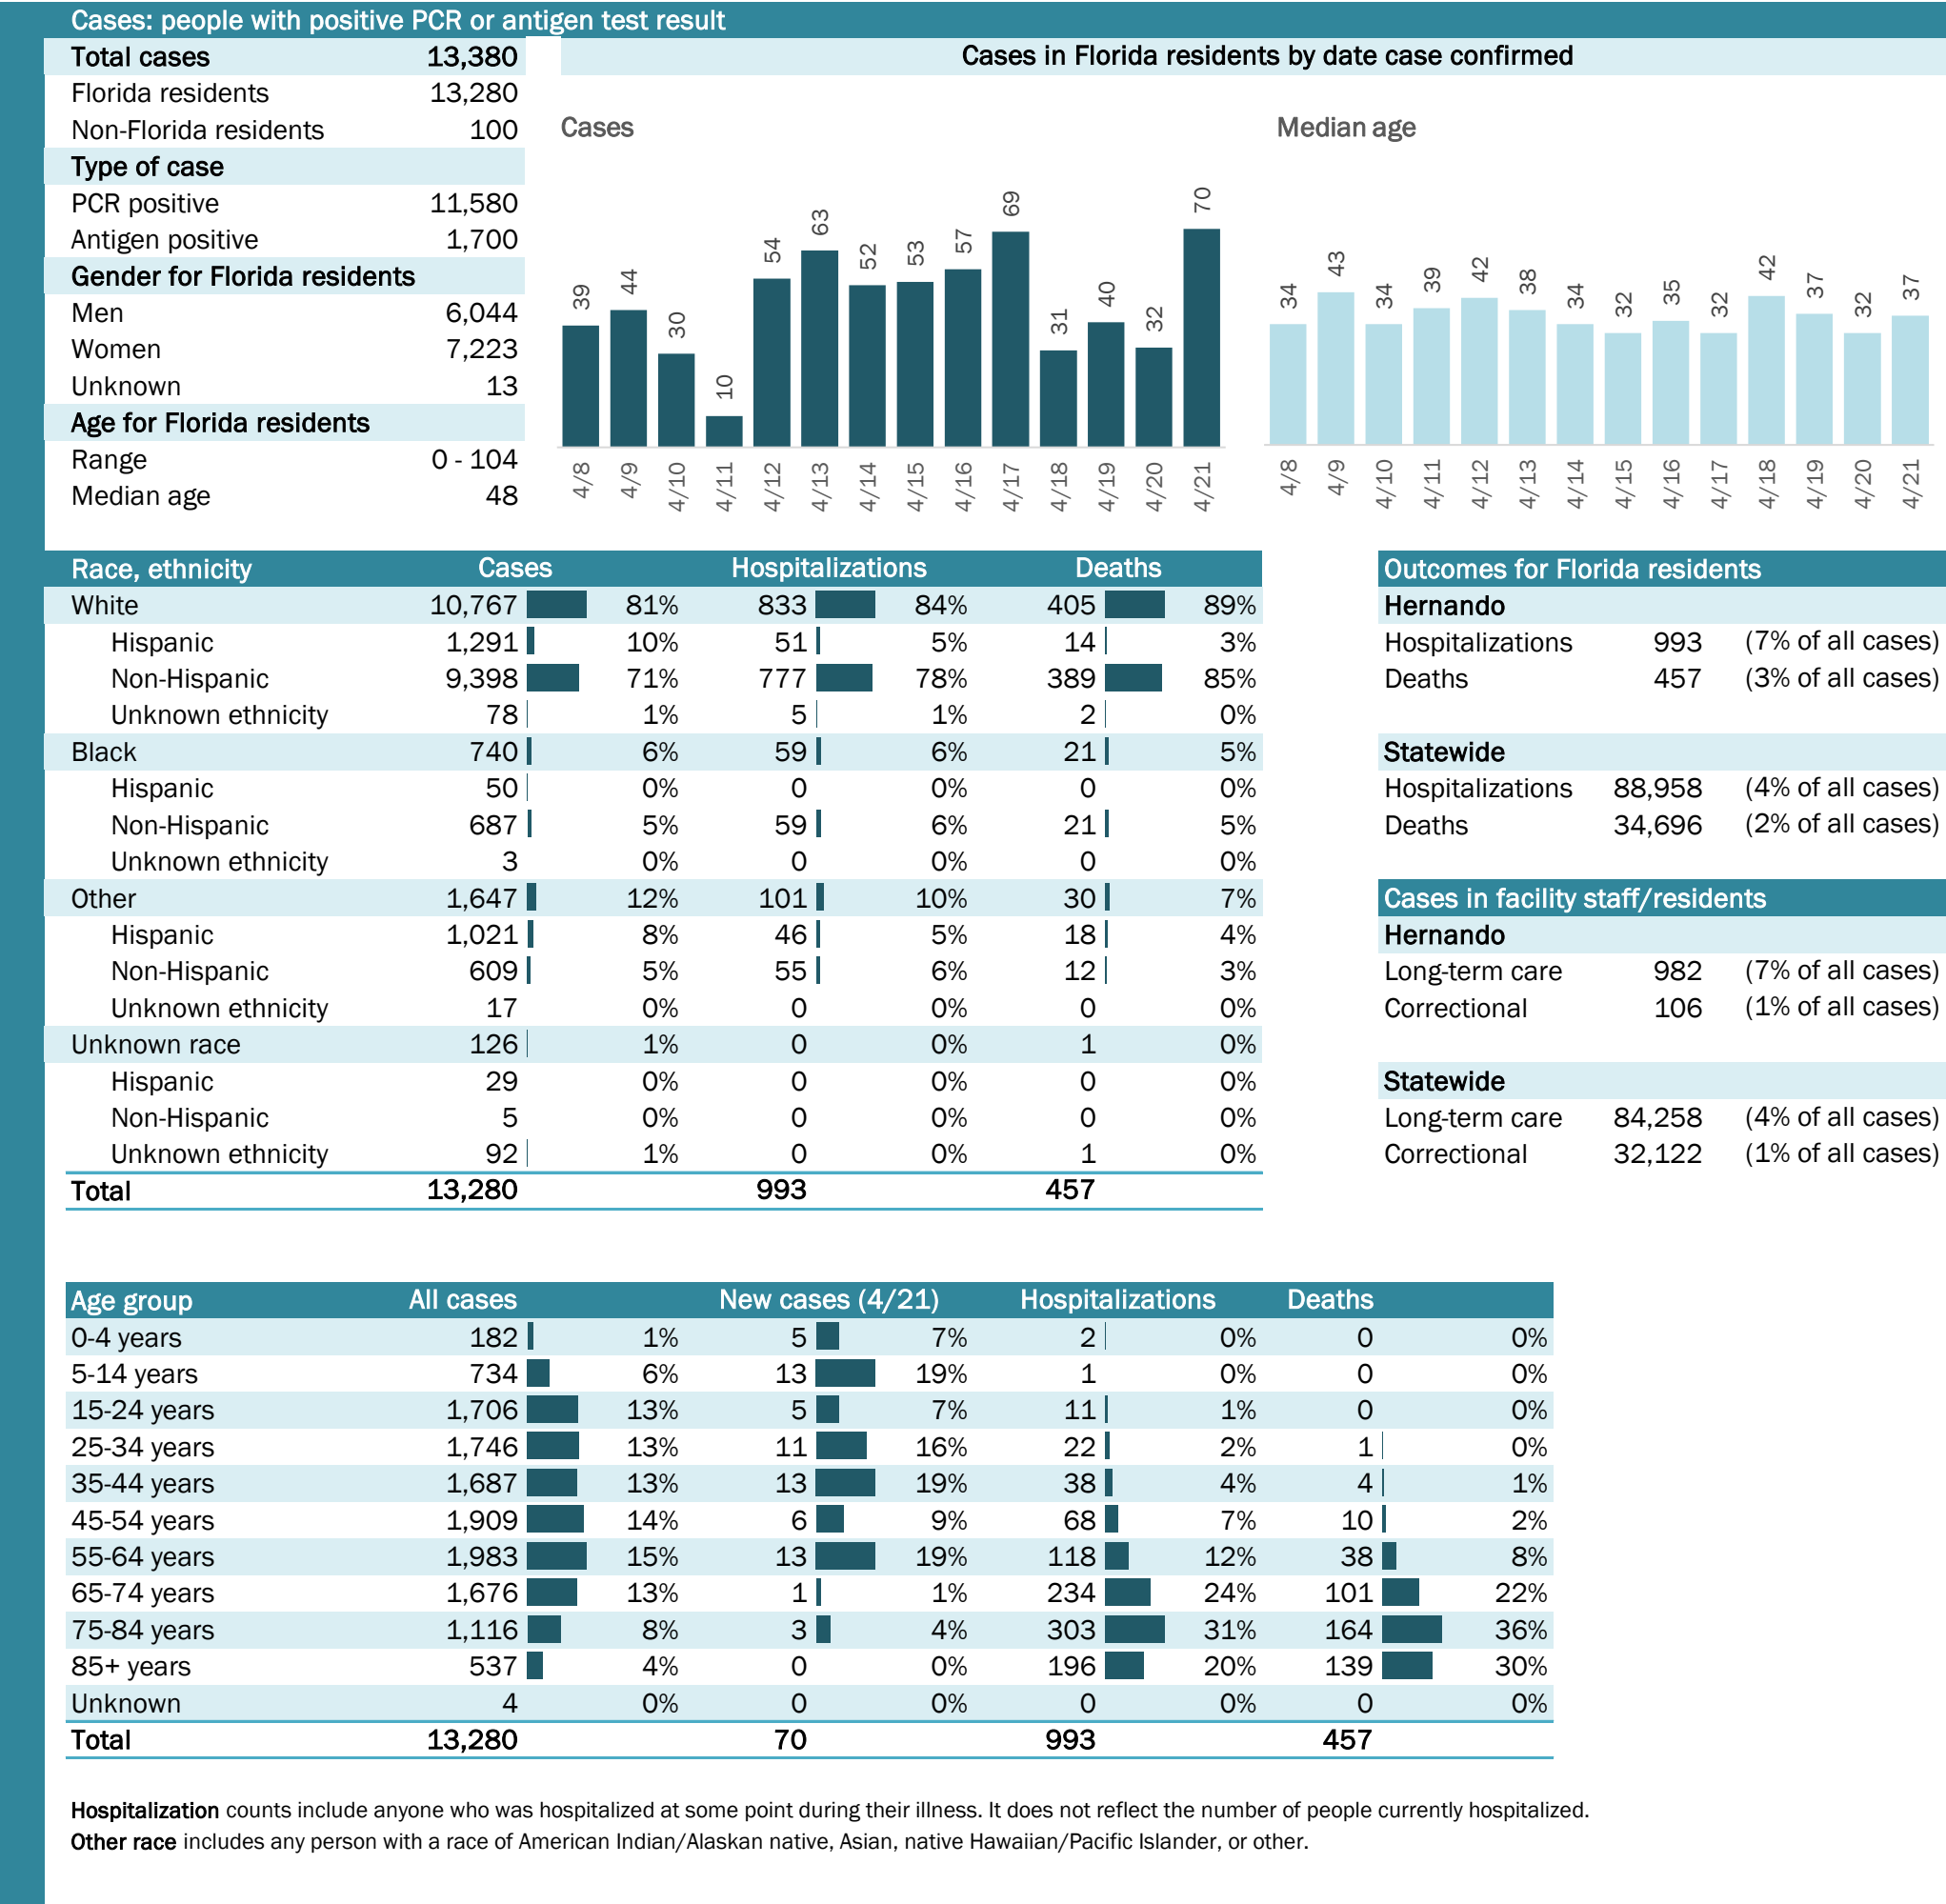 Cases: people with positive PCR or antigen test result
Total cases 13,380
Florida residents 13,280
Non-Florida residents 100
Type of case
PCR positive 11,580
Antigen positive 1,700
Gender for Florida residents
Men 6,044
Women 7,223
Unknown 13
Age for Florida residents
Range 0 - 104
Median age 48
Cases in Florida residents by date case confirmed
Cases
39 44 30 10 54 63 52 53 57 69 31 40 32 70
4/8 4/9 4/10 4/11 4/12 4/13 4/14 4/15 4/16 4/17 4/18 4/19 4/20 4/21
Median age
34 43 34 39 42 38 34 32 35 32 42 37 32 37
4/8 4/9 4/10 4/11 4/12 4/13 4/14 4/15 4/16 4/17 4/18 4/19 4/20 4/21
Race, ethnicity Cases Hospitalizations Deaths
White 10,767 81% 833 84% 405 89%
Hispanic 1,291 10% 51 5% 14 3%
Non-Hispanic 9,398 71% 777 78% 389 85%
Unknown ethnicity 78 1% 5 1% 2 0%
Black 740 6% 59 6% 21 5%
Hispanic 50 0% 0 0% 0 0%
Non-Hispanic 687 5% 59 6% 21 5%
Unknown ethnicity 3 0% 0 0% 0 0%
Other 1,647 12% 101 10% 30 7%
Hispanic 1,021 8% 46 5% 18 4%
Non-Hispanic 609 5% 55 6% 12 3%
Unknown ethnicity 17 0% 0 0% 0 0%
Unknown race 126 1% 0 0% 1 0%
Hispanic 29 0% 0 0% 0 0%
Non-Hispanic 5 0% 0 0% 0 0%
Unknown ethnicity 92 1% 0 0% 1 0%
Total 13,280 993 457
Outcomes for Florida residents
Hernando
Hospitalizations 993 (7% of all cases)
Deaths 457 (3% of all cases)
Statewide
Hospitalizations 88,958 (4% of all cases)
Deaths 34,696 (2% of all cases)
Cases in facility staff/residents
Hernando
Long-term care 982 (7% of all cases)
Correctional 106 (1% of all cases)
Statewide
Long-term care 84,258 (4% of all cases)
Correctional 32,122 (1% of all cases)
Age group All cases New cases (4/21) Hospitalizations Deaths
0-4 years 182 1% 5 7% 2 0% 0 0%
5-14 years 734 6% 13 19% 1 0% 0 0%
15-24 years 1,706 13% 5 7% 11 1% 0 0%
25-34 years 1,746 13% 11 16% 22 2% 1 0%
35-44 years 1,687 13% 13 19% 38 4% 4 1%
45-54 years 1,909 14% 6 9% 68 7% 10 2%
55-64 years 1,983 15% 13 19% 118 12% 38 8%
65-74 years 1,676 13% 1 1% 234 24% 101 22%
75-84 years 1,116 8% 3 4% 303 31% 164 36%
85+ years 537 4% 0 0% 196 20% 139 30%
Unknown 4 0% 0 0% 0 0% 0 0%
Total 13,280 70 993 457
Hospitalization counts include anyone who was hospitalized at some point during their illness. It does not reflect the number of people currently hospitalized.
Other race includes any person with a race of American Indian/Alaskan native, Asian, native Hawaiian/Pacific Islander, or other.